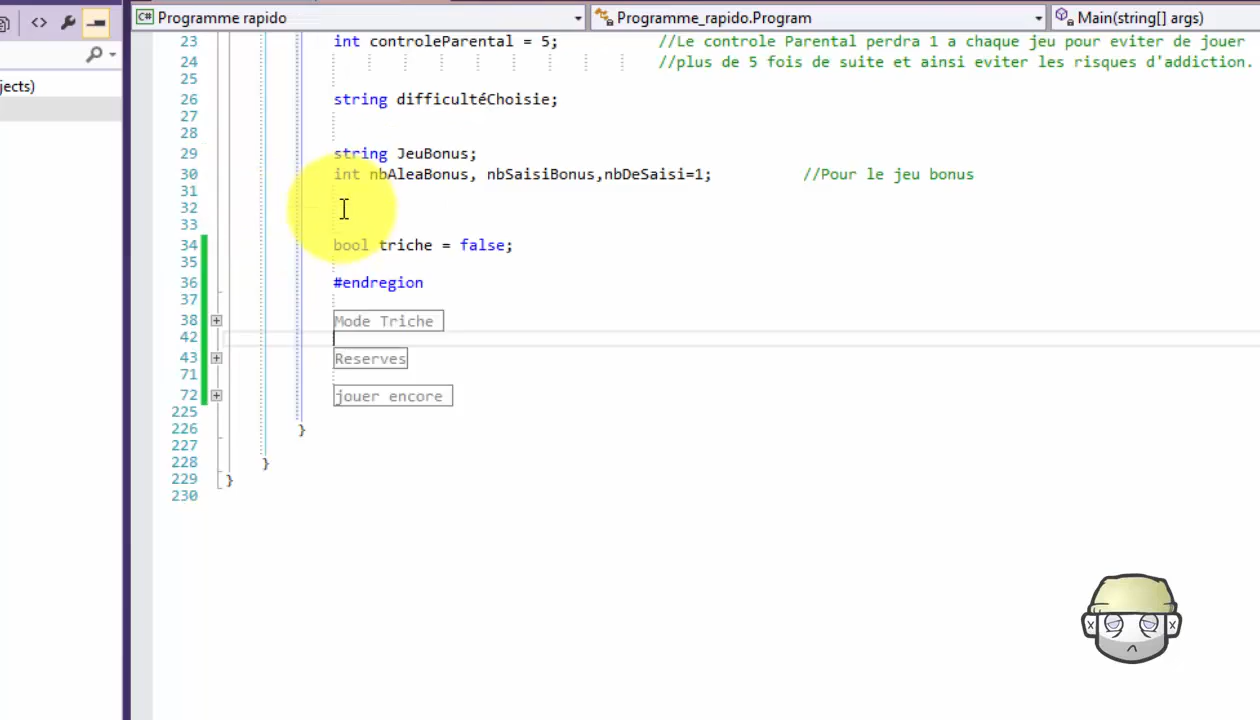 C# Programme rapido Programme_rapido.Program Main(string[] args)
jects)
23 int controleParental = 5; //Le controle Parental perdra 1 a chaque jeu pour eviter de jouer
24 //plus de 5 fois de suite et ainsi eviter les risques d'addiction.
25
26 string difficultéChoisie;
27
28
29 string JeuBonus;
30 int nbAleaBonus, nbSaisiBonus,nbDeSaisi=1; //Pour le jeu bonus
31
32
33
34 bool triche = false;
35
36 #endregion
37
38 Mode Triche
42
43 Reserves
71
72 jouer encore
225
226 }
227
228 }
229 }
230